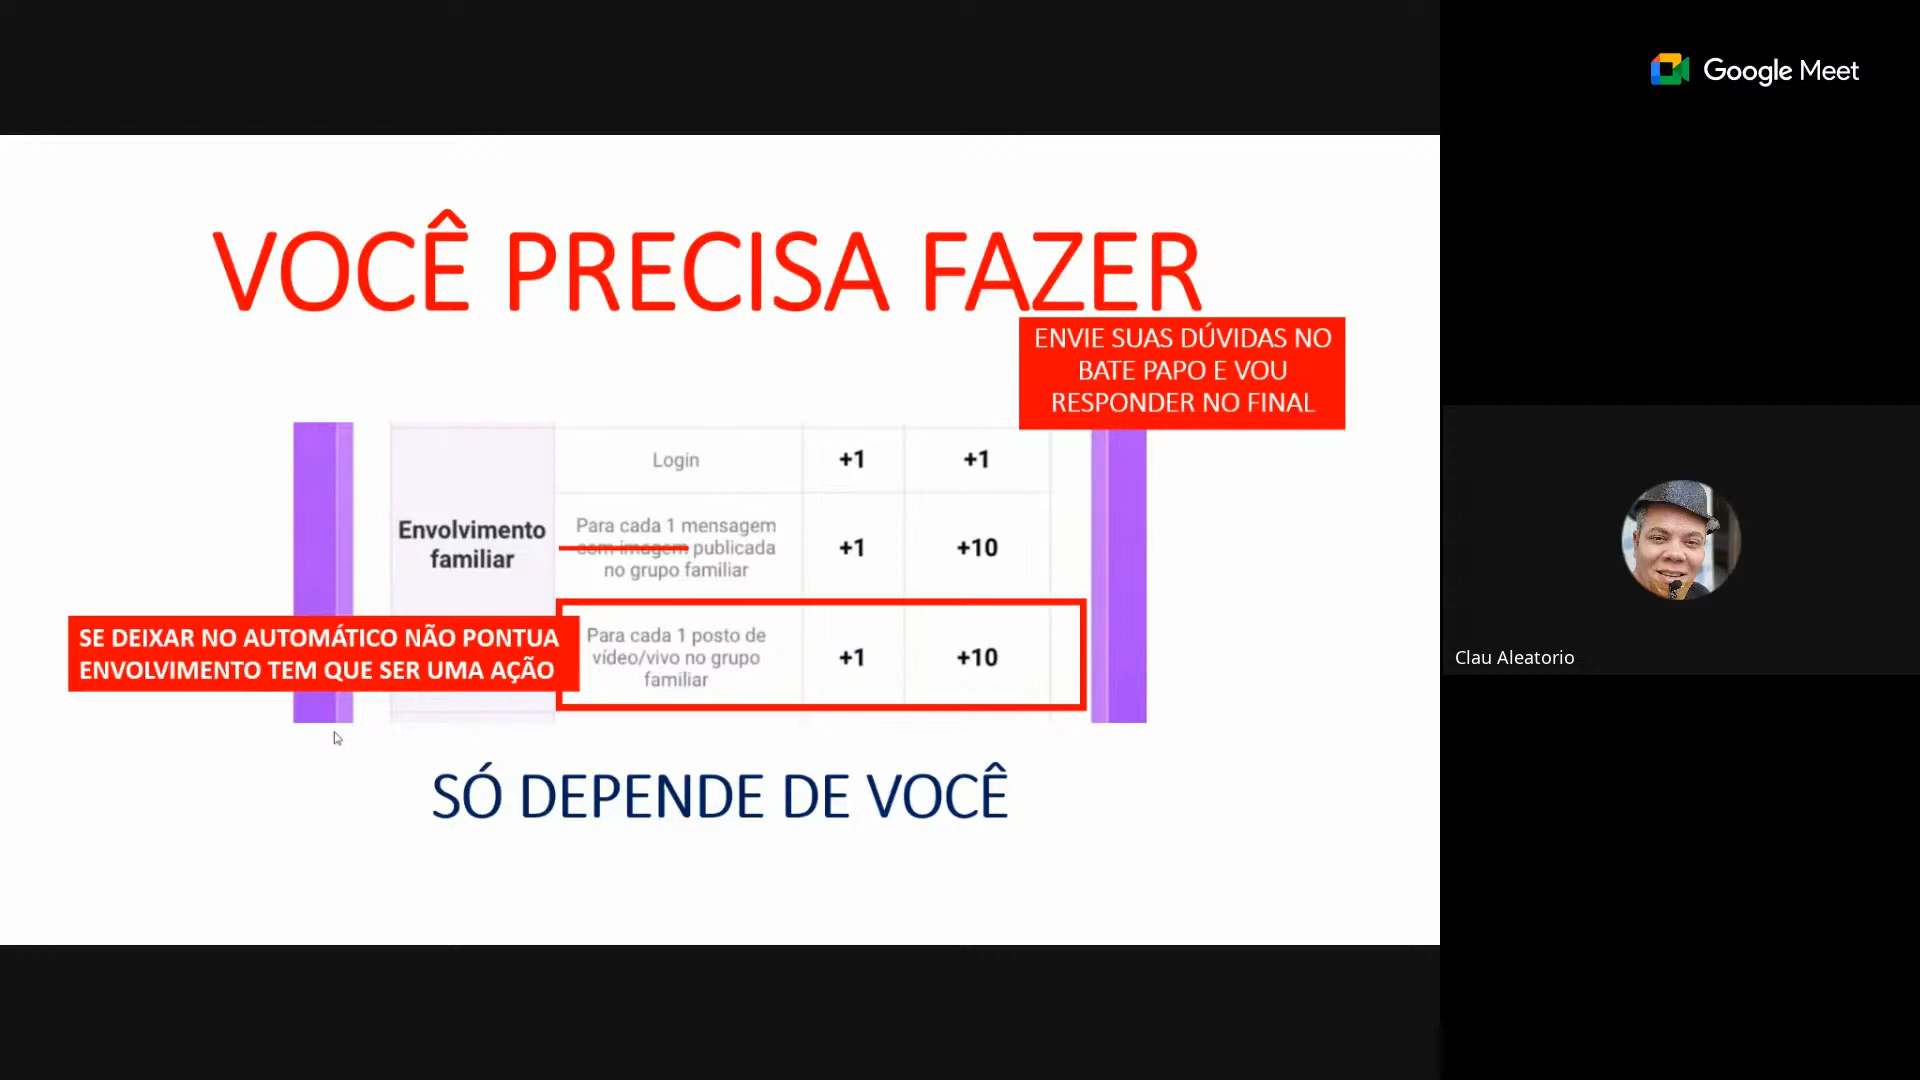 Google Meet
VOCÊ PRECISA FAZER
ENVIE SUAS DÚVIDAS NO
BATE PAPO E VOU
RESPONDER NO FINAL
Login
+1
+1
Envolvimento
familiar
Para cada 1 mensagem
com imagem publicada
no grupo familiar
+1
+10
SE DEIXAR NO AUTOMÁTICO NÃO PONTUA
ENVOLVIMENTO TEM QUE SER UMA AÇÃO
Para cada 1 posto de
vídeo/vivo no grupo
familiar
+1
+10
SÓ DEPENDE DE VOCÊ
Clau Aleatorio